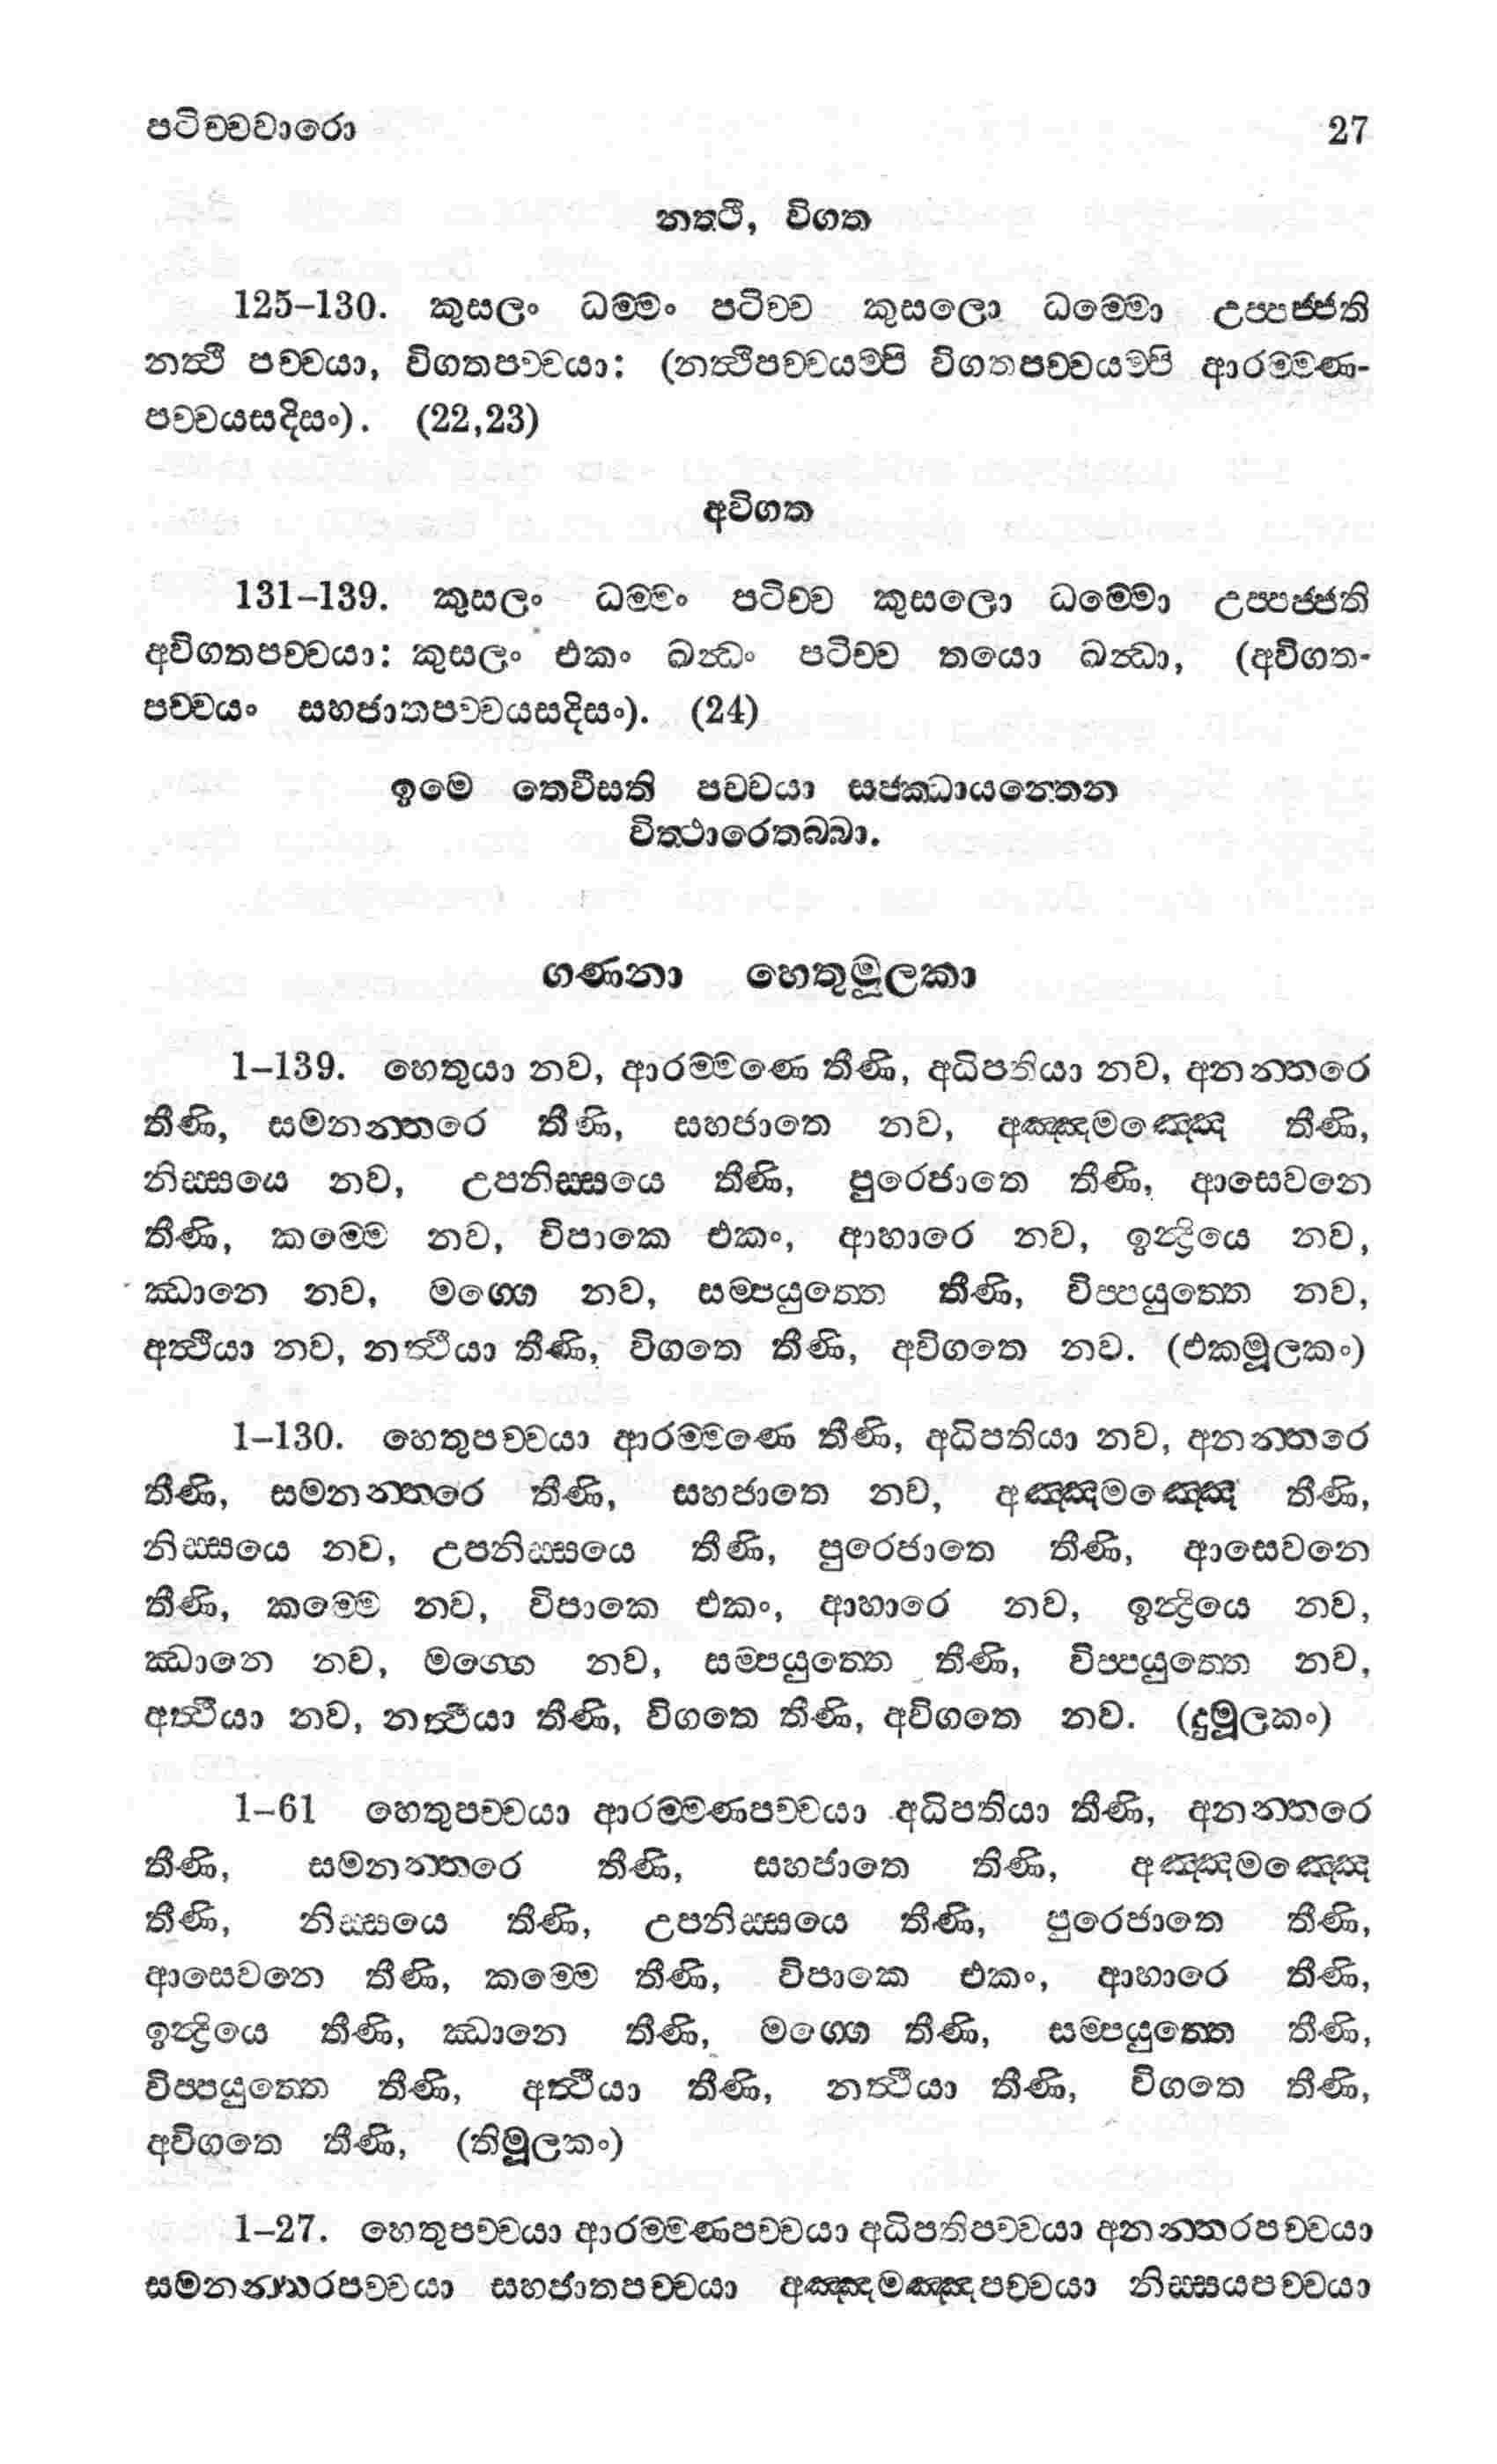 පටිච්චවාරො 27
නත්‍ථි, විගත
125–130. කුසලං ධම්මං පටිච්ච කුසලො ධම්මො උප්පජ්ජති
නත්‍ථි පච්චයා, විගතපච්චයා: (නත්‍ථිපච්චයම්පි විගතපච්චයම්පි ආරම්මණ-
පච්චයසදිසං). (22,23)
අවිගත
131–139. කුසලං ධම්මං පටිච්ච කුසලො ධම්මො උප්පජ්ජති
අවිගතපච්චයා: කුසලං එකං ඛන්‍ධං පටිච්ච තයො ඛන්‍ධා, (අවිගත-
පච්චයං සහජාතපච්චයසදිසං). (24)
ඉමෙ තෙවීසති පච්චයා සජ්ඣායන්තෙන
විත්‍ථාරෙතබ්බා.
ගණනා හෙතුමූලකා
1–139. හෙතුයා නව, ආරම්මණෙ තීණි, අධිපතියා නව, අනන්තරෙ
තීණි, සමනන්තරෙ තීණි, සහජාතෙ නව, අඤ්ඤමඤ්ඤෙ තීණි,
නිස්සයෙ නව, උපනිස්සයෙ තීණි, පුරෙජාතෙ තීණි, ආසෙවනෙ
තීණි, කම්මෙ නව, විපාකෙ එකං, ආහාරෙ නව, ඉන්‍ද්‍රියෙ නව,
ඣානෙ නව, මග්ගෙ නව, සම්පයුත්තෙ තීණි, විප්පයුත්තෙ නව,
අත්‍ථියා නව, නත්‍ථියා තීණි, විගතෙ තීණි, අවිගතෙ නව. (එකමූලකං)
1–130. හෙතුපච්චයා ආරම්මණෙ තීණි, අධිපතියා නව, අනන්තරෙ
තීණි, සමනන්තරෙ තීණි, සහජාතෙ නව, අඤ්ඤමඤ්ඤෙ තීණි,
නිස්සයෙ නව, උපනිස්සයෙ තීණි, පුරෙජාතෙ තීණි, ආසෙවනෙ
තීණි, කම්මෙ නව, විපාකෙ එකං, ආහාරෙ නව, ඉන්‍ද්‍රියෙ නව,
ඣානෙ නව, මග්ගෙ නව, සම්පයුත්තෙ තීණි, විප්පයුත්තෙ නව,
අත්‍ථියා නව, නත්‍ථියා තීණි, විගතෙ තීණි, අවිගතෙ නව. (දුමූලකං)
1–61 හෙතුපච්චයා ආරම්මණපච්චයා අධිපතියා තීණි, අනන්තරෙ
තීණි, සමනන්තරෙ තීණි, සහජාතෙ තීණි, අඤ්ඤමඤ්ඤෙ
තීණි, නිස්සයෙ තීණි, උපනිස්සයෙ තීණි, පුරෙජාතෙ තීණි,
ආසෙවනෙ තීණි, කම්මෙ තීණි, විපාකෙ එකං, ආහාරෙ තීණි,
ඉන්‍ද්‍රියෙ තීණි, ඣානෙ තීණි, මග්ගෙ තීණි, සම්පයුත්තෙ තීණි,
විප්පයුත්තෙ තීණි, අත්‍ථියා තීණි, නත්‍ථියා තීණි, විගතෙ තීණි,
අවිගතෙ තීණි, (තිමූලකං)
1–27. හෙතුපච්චයා ආරම්මණපච්චයා අධිපතිපච්චයා අනන්තරපච්චයා
සමනන්තරපච්චයා සහජාතපච්චයා අඤ්ඤමඤ්ඤපච්චයා නිස්සයපච්චයා